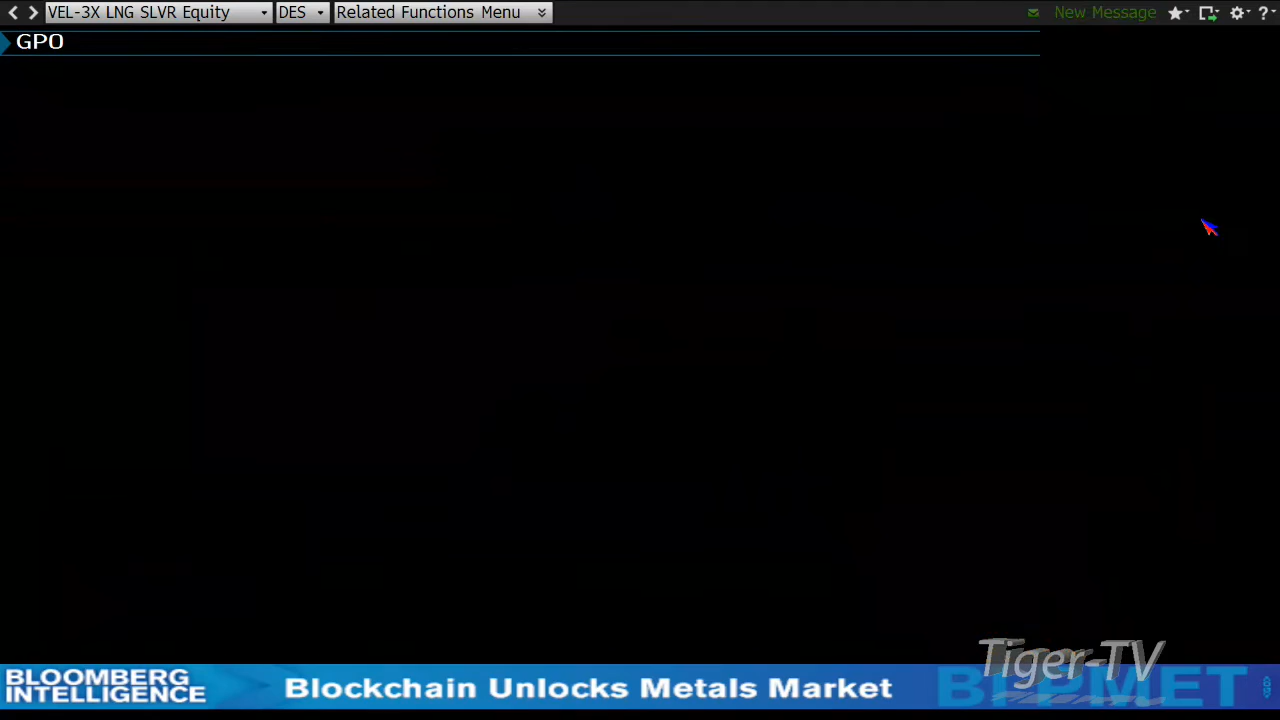 VEL-3X LNG SLVR Equity DES Related Functions Menu New Message
GPO
BLOOMBERG INTELLIGENCE
Blockchain Unlocks Metals Market
Tiger-TV